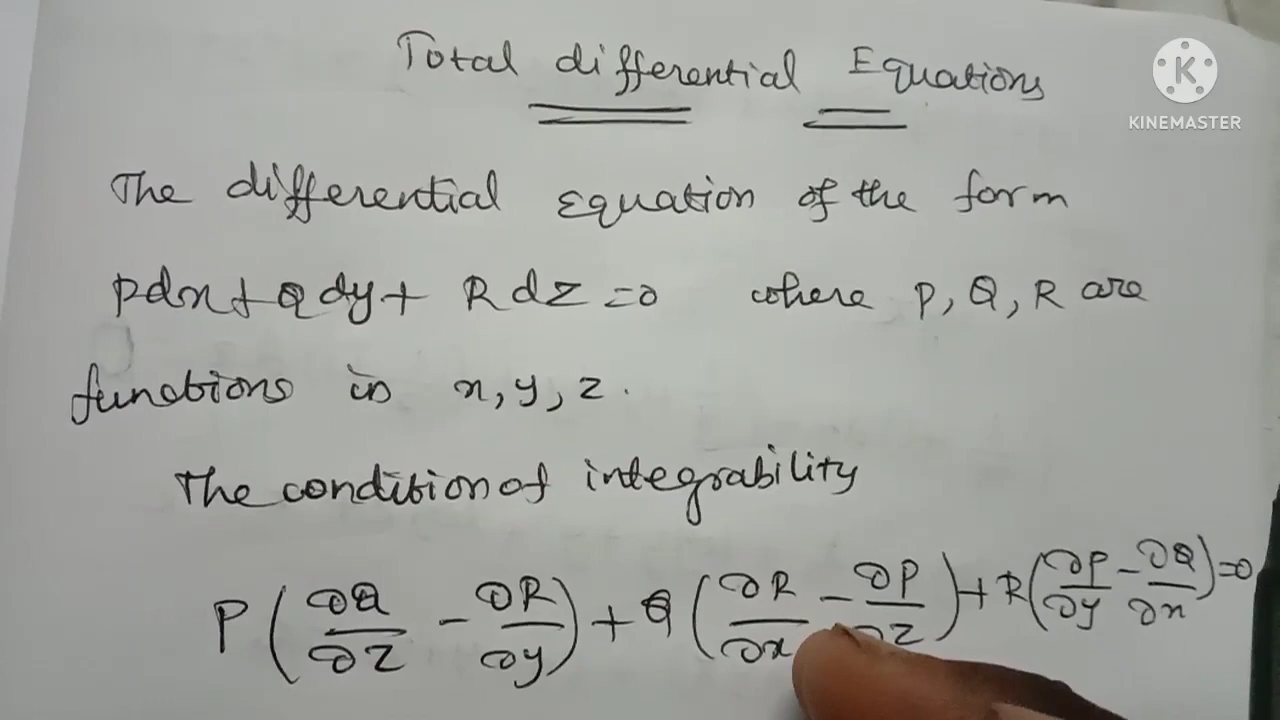 Total differential Equations
KINEMASTER
The differential Equation of the form
Pdx+Qdy+ Rdz=0 where P, Q, R are
functions in x, y, z.
The condition of integrability
P(∂Q/∂z - ∂R/∂y) + Q(∂R/∂x - ∂P/∂z) + R(∂P/∂y - ∂Q/∂x)=0